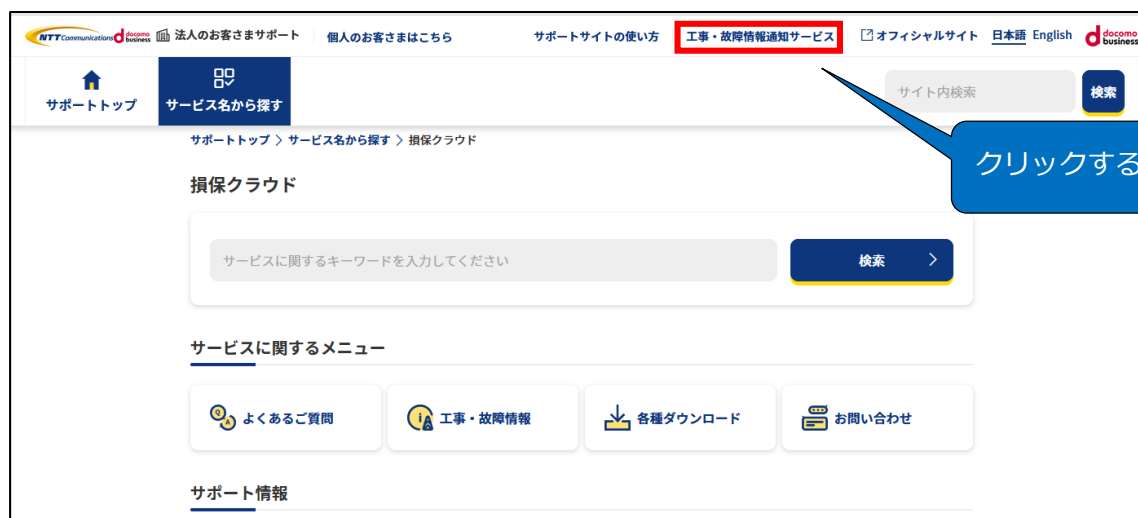 NTT Communications docomo business 法人のお客さまサポート 個人のお客さまはこちら サポートサイトの使い方 工事・故障情報通知サービス オフィシャルサイト 日本語 English docomo business
サポートトップ サービス名から探す サイト内検索 検索
クリックする
サポートトップ 〉 サービス名から探す 〉 損保クラウド
損保クラウド
サービスに関するキーワードを入力してください 検索
サービスに関するメニュー
よくあるご質問 工事・故障情報 各種ダウンロード お問い合わせ
サポート情報